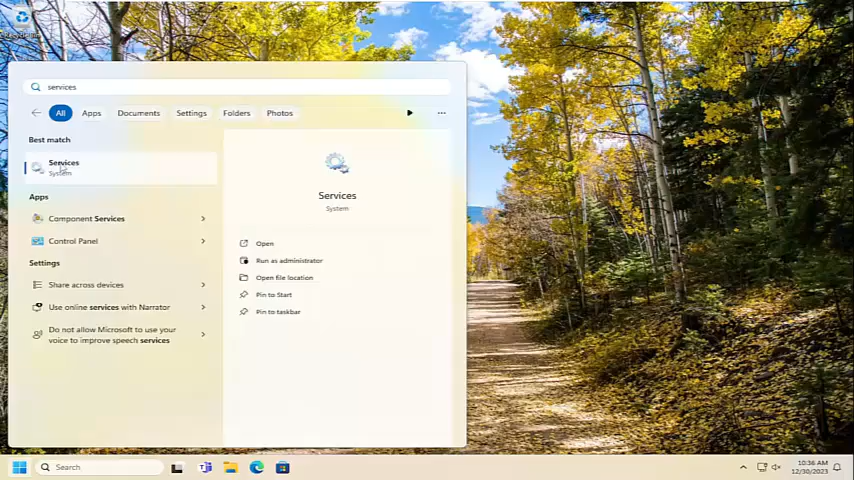 services
All Apps Documents Settings Folders Photos
Best match
Services
System
Apps
Component Services
Control Panel
Settings
Share across devices
Use online services with Narrator
Do not allow Microsoft to use your
voice to improve speech services
Services
System
Open
Run as administrator
Open file location
Pin to Start
Pin to taskbar
Search
10:36 AM
12/30/2023